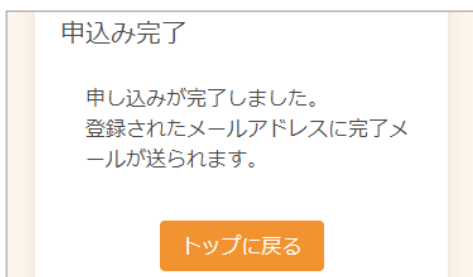 申込み完了
申し込みが完了しました。
登録されたメールアドレスに完了メ
ールが送られます。
トップに戻る